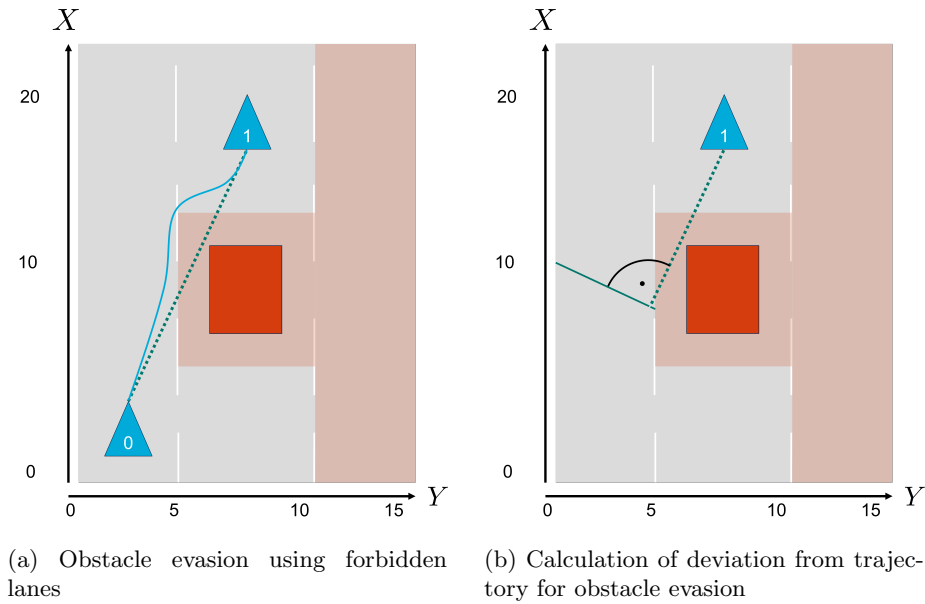 X
20
10
0
1
0
0
5
10
15
Y
(a) Obstacle evasion using forbidden
lanes
X
20
10
0
1
0
5
10
15
Y
(b) Calculation of deviation from trajec-
tory for obstacle evasion